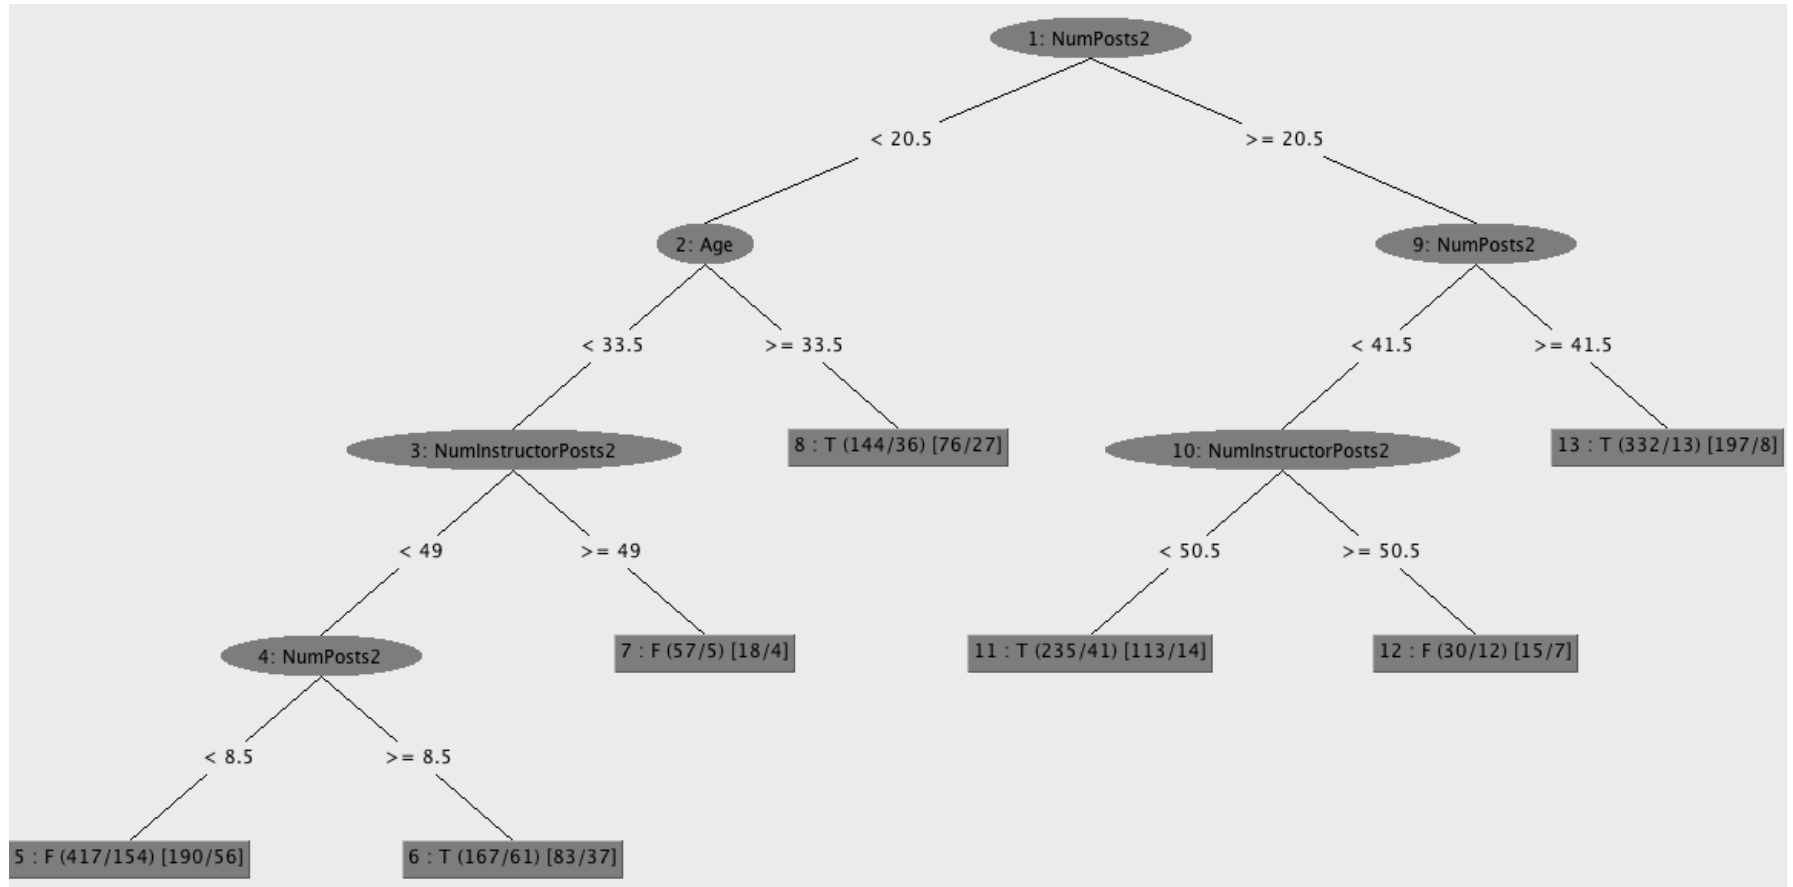 1: NumPosts2
< 20.5
>= 20.5
2: Age
9: NumPosts2
< 33.5
>= 33.5
< 41.5
>= 41.5
3: NumInstructorPosts2
8 : T (144/36) [76/27]
10: NumInstructorPosts2
13 : T (332/13) [197/8]
< 49
>= 49
< 50.5
>= 50.5
4: NumPosts2
7 : F (57/5) [18/4]
11 : T (235/41) [113/14]
12 : F (30/12) [15/7]
< 8.5
>= 8.5
5 : F (417/154) [190/56]
6 : T (167/61) [83/37]